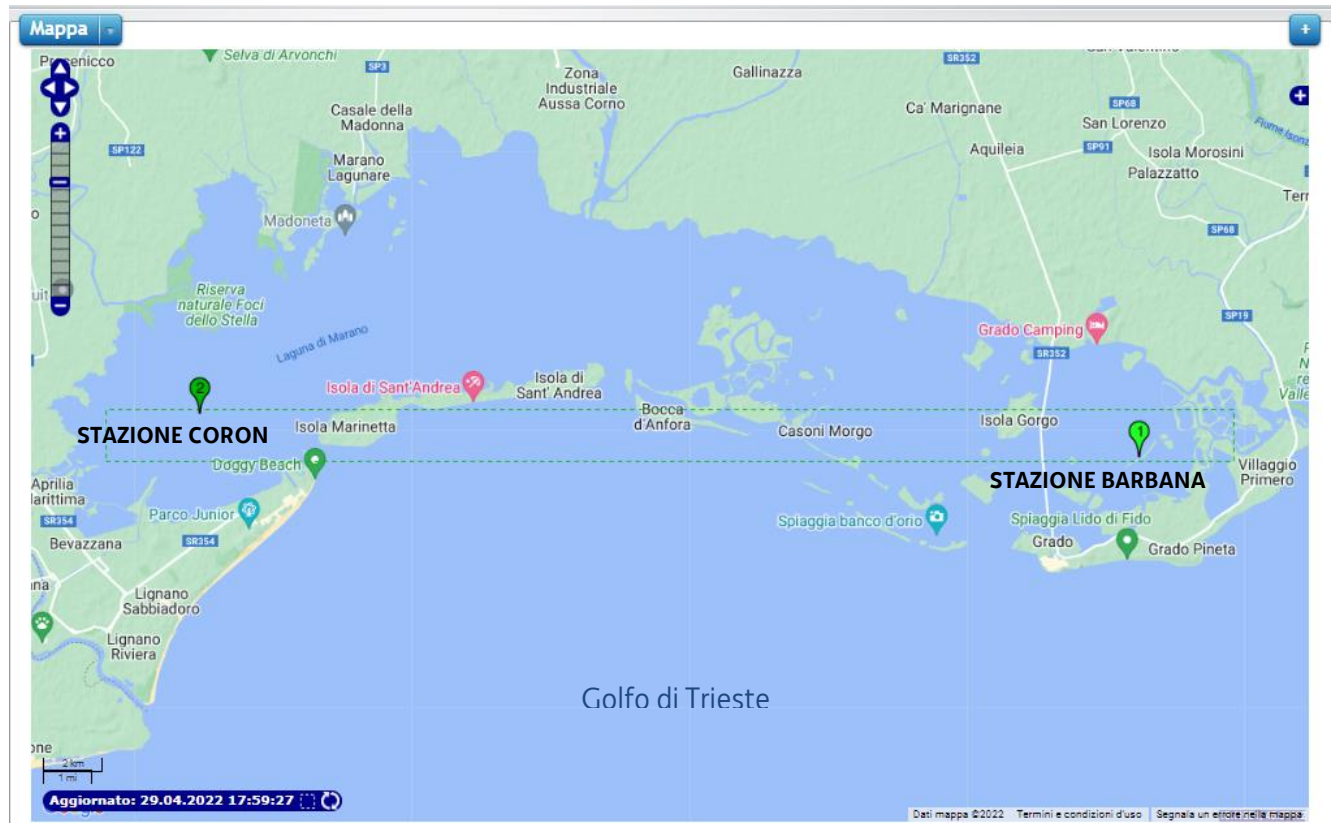 Mappa
Selva di Arvonchi
SP3
Zona
Industriale
Aussa Corno
Gallinazza
SR352
Casale della
Madonna
Ca' Marignane
SP68
San Lorenzo
SP122
Marano
Lagunare
Aquileia
SP91
Isola Morosini
Palazzatto
Madoneta
SP68
Riserva
naturale Foci
dello Stella
Laguna di Marano
Grado Camping
SP19
SR352
Isola di Sant'Andrea
Isola di
Sant' Andrea
2
STAZIONE CORON
Isola Marinetta
Bocca
d'Anfora
Casoni Morgo
Isola Gorgo
1
Doggy Beach
STAZIONE BARBANA
Villaggio
Primero
Aprilia
Marittima
SR354
Parco Junior
Spiaggia banco d'orio
Spiaggia Lido di Fido
Bevazzana
SR354
Grado
Grado Pineta
Lignano
Sabbiadoro
Lignano
Riviera
Golfo di Trieste
2 km
1 mi
Aggiornato: 29.04.2022 17:59:27
Dati mappa ©2022 Termini e condizioni d'uso Segnala un errore nella mappa